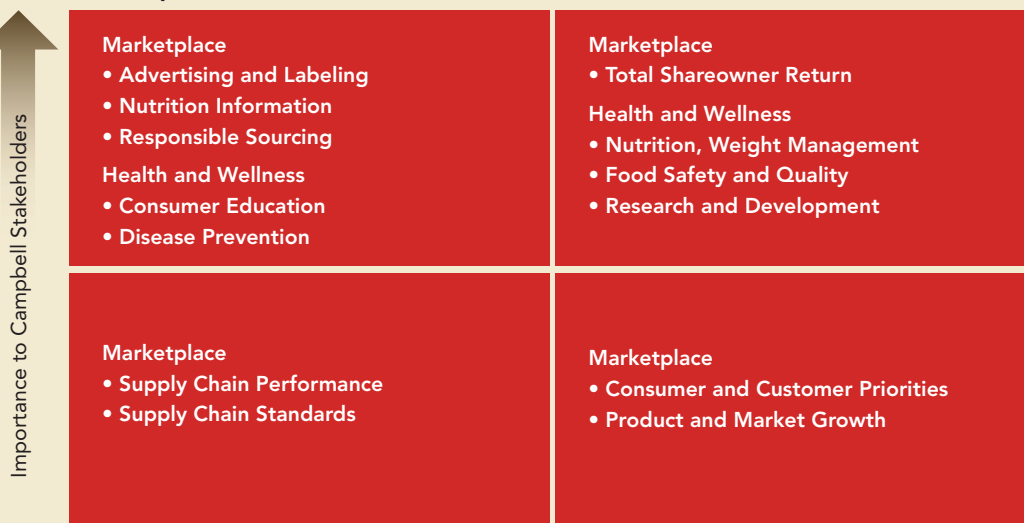 Importance to Campbell Stakeholders
Marketplace
• Advertising and Labeling
• Nutrition Information
• Responsible Sourcing
Health and Wellness
• Consumer Education
• Disease Prevention
Marketplace
• Total Shareowner Return
Health and Wellness
• Nutrition, Weight Management
• Food Safety and Quality
• Research and Development
Marketplace
• Supply Chain Performance
• Supply Chain Standards
Marketplace
• Consumer and Customer Priorities
• Product and Market Growth